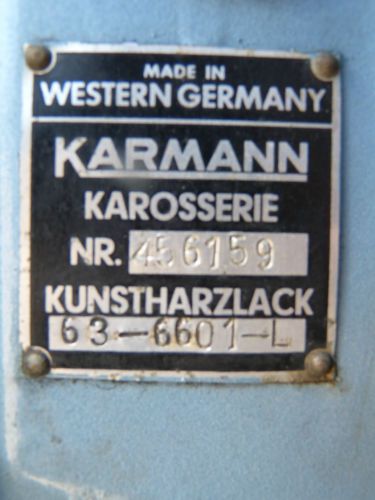 MADE IN
WESTERN GERMANY
KARMANN
KAROSSERIE
NR. 456159
KUNSTHARZLACK
63-6601-L